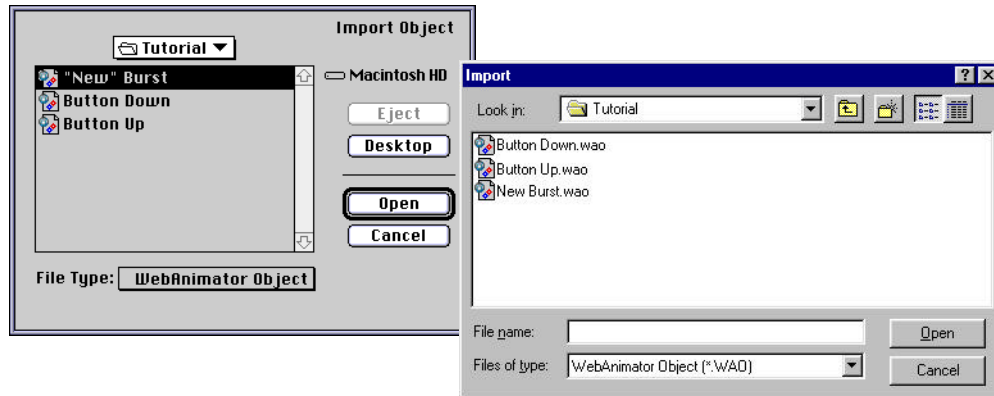 Import Object
Tutorial
"New" Burst
Button Down
Button Up
Macintosh HD
Eject
Desktop
Open
Cancel
File Type: WebAnimator Object
Import
Look in: Tutorial
Button Down.wao
Button Up.wao
New Burst.wao
File name:
Open
Files of type: WebAnimator Object (*.WAO)
Cancel